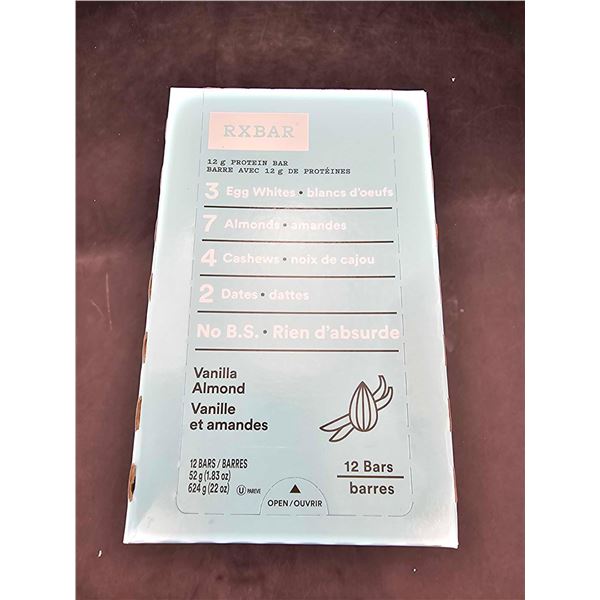 RXBAR®
12 g PROTEIN BAR
BARRE AVEC 12 g DE PROTÉINES
3 Egg Whites • blancs d'oeufs
7 Almonds • amandes
4 Cashews • noix de cajou
2 Dates • dattes
No B.S. • Rien d'absurde
Vanilla
Almond
Vanille
et amandes
12 BARS / BARRES
52 g (1.83 oz)
624 g (22 oz)
U PAREVE
OPEN/OUVRIR
12 Bars
barres